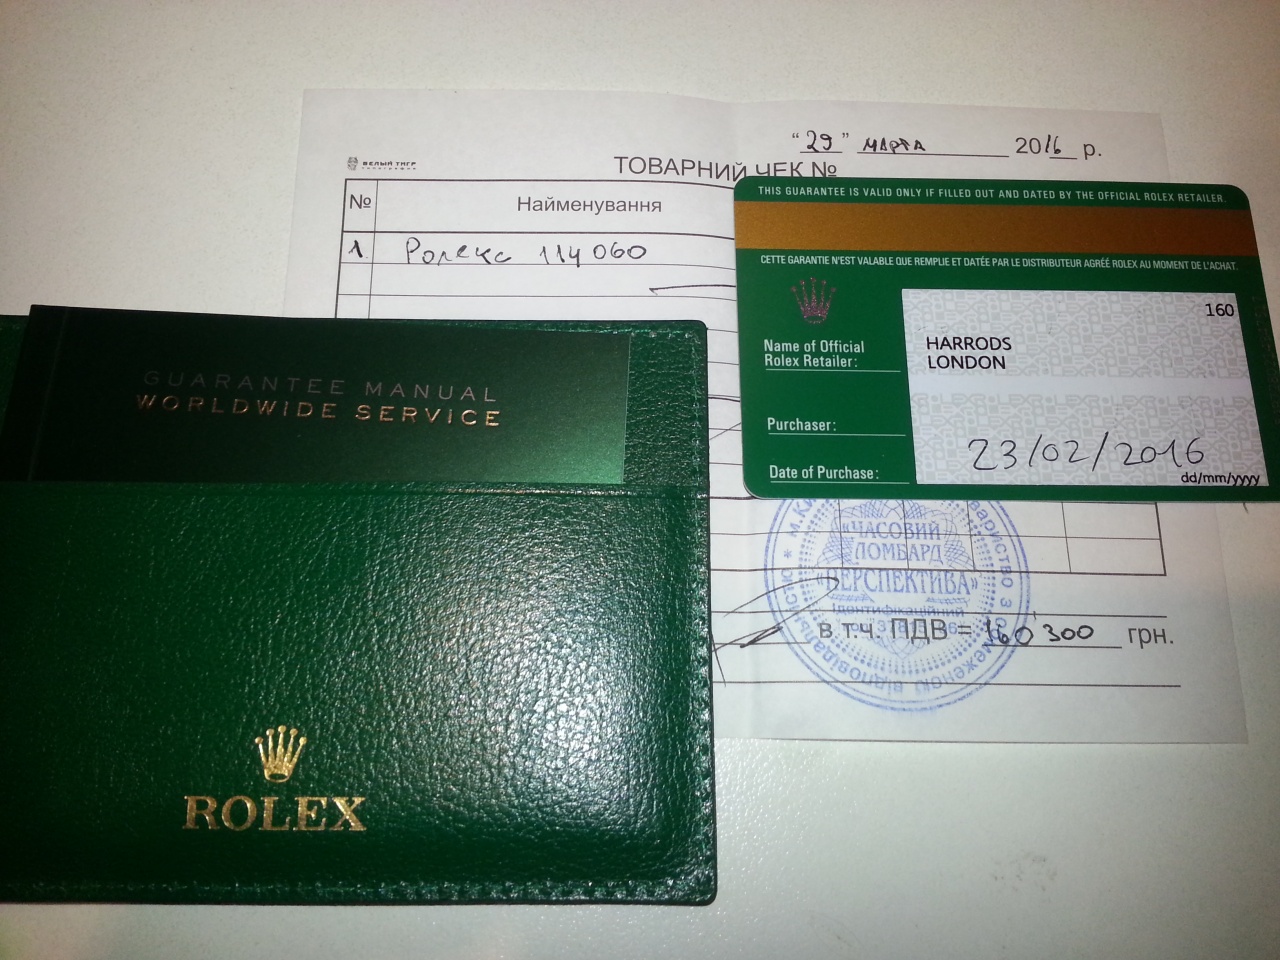 "29" марта 2016 р.
БЕЛЫЙ ТИГР
ТОВАРНИЙ ЧЕК №
№ Найменування
1. Ролекс 114060
THIS GUARANTEE IS VALID ONLY IF FILLED OUT AND DATED BY THE OFFICIAL ROLEX RETAILER.
CETTE GARANTIE N'EST VALABLE QUE REMPLIE ET DATÉE PAR LE DISTRIBUTEUR AGRÉÉ ROLEX AU MOMENT DE L'ACHAT.
160
Name of Official
Rolex Retailer:
HARRODS
LONDON
Purchaser:
Date of Purchase:
23/02/2016
dd/mm/yyyy
GUARANTEE MANUAL
WORLDWIDE SERVICE
ROLEX
«ЧАСОВИЙ
ЛОМБАРД
«ПЕРСПЕКТИВА»
Ідентифікаційний
в т.ч. ПДВ = 160 300 грн.